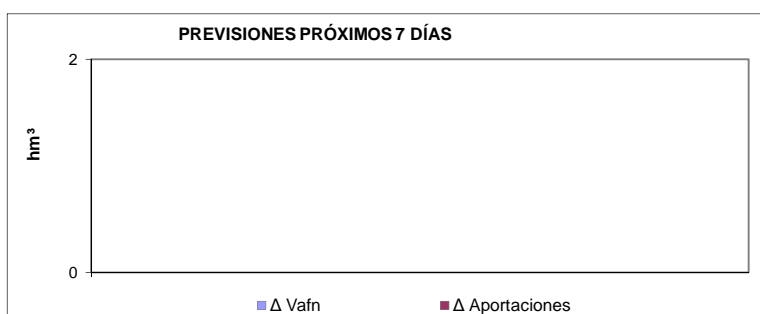 PREVISIONES PRÓXIMOS 7 DÍAS
2
hm³
0
Δ Vafn Δ Aportaciones